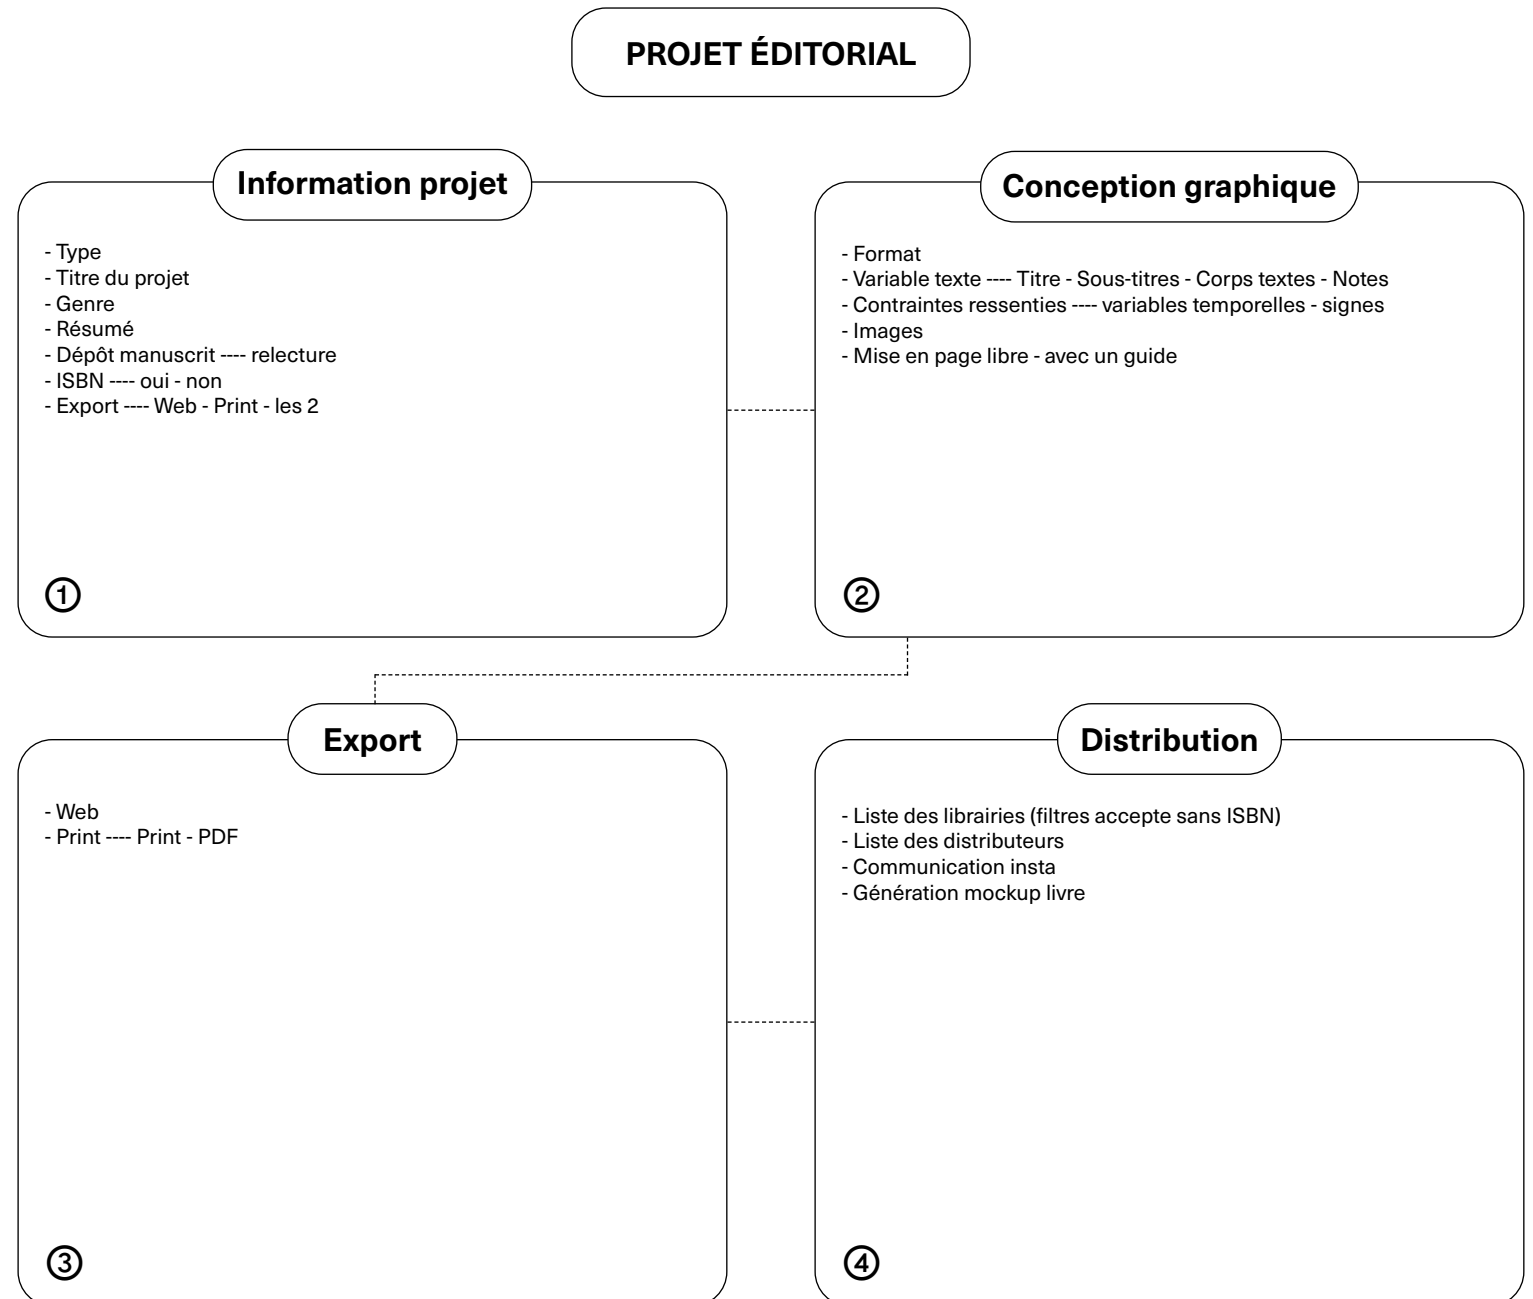 PROJET ÉDITORIAL
Information projet
- Type
- Titre du projet
- Genre
- Résumé
- Dépôt manuscrit ---- relecture
- ISBN ---- oui - non
- Export ---- Web - Print - les 2
①
Conception graphique
- Format
- Variable texte ---- Titre - Sous-titres - Corps textes - Notes
- Contraintes ressenties ---- variables temporelles - signes
- Images
- Mise en page libre - avec un guide
②
Export
- Web
- Print ---- Print - PDF
③
Distribution
- Liste des librairies (filtres accepte sans ISBN)
- Liste des distributeurs
- Communication insta
- Génération mockup livre
④